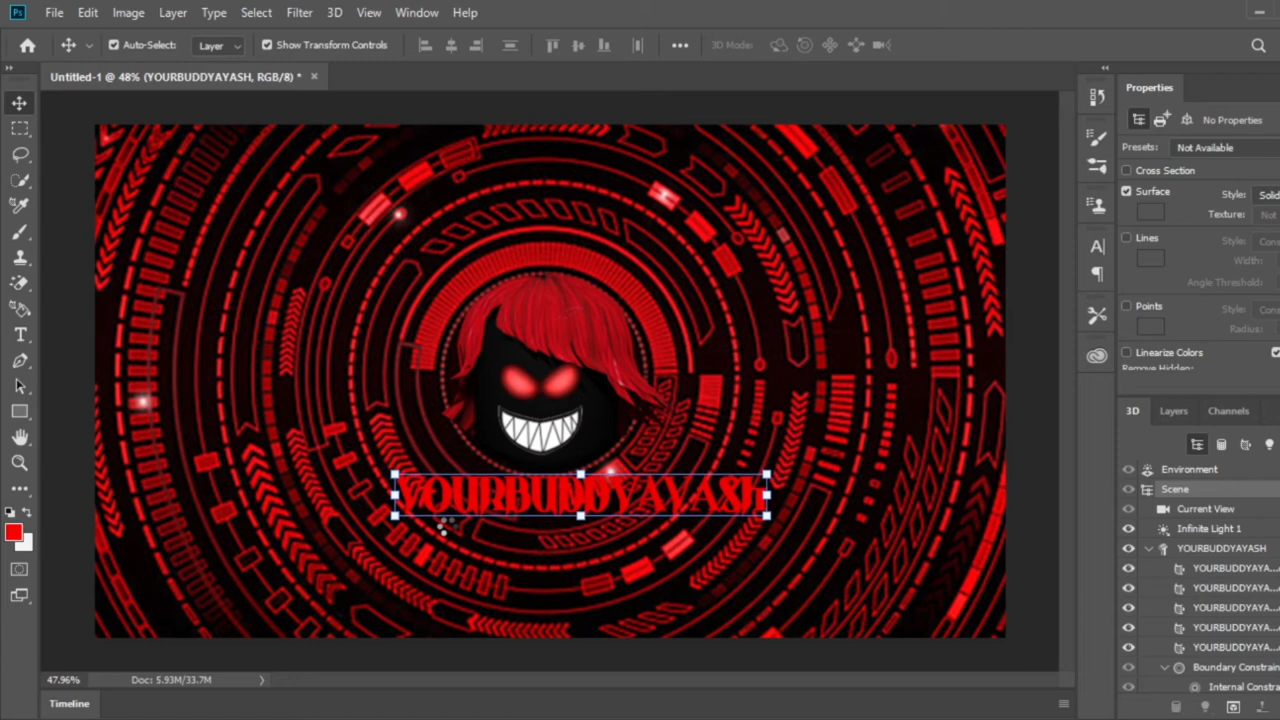 Ps File Edit Image Layer Type Select Filter 3D View Window Help
Auto-Select: Layer Show Transform Controls 3D Mode:
Untitled-1 @ 48% (YOURBUDDYAYASH, RGB/8) *
Properties
No Properties
Presets: Not Available
Cross Section
Surface Style: Solid
Texture: Not
Lines Style: Cons
Width:
Angle Threshold:
Points Style: Cons
Radius:
Linearize Colors
Remove Hidden:
3D Layers Channels
Environment
Scene
Current View
Infinite Light 1
YOURBUDDYAYASH
YOURBUDDYAYA...
YOURBUDDYAYA...
YOURBUDDYAYA...
YOURBUDDYAYA...
YOURBUDDYAYA...
Boundary Constrain
Internal Constra
YOURBUDDYAYASH
47.96% Doc: 5.93M/33.7M
Timeline